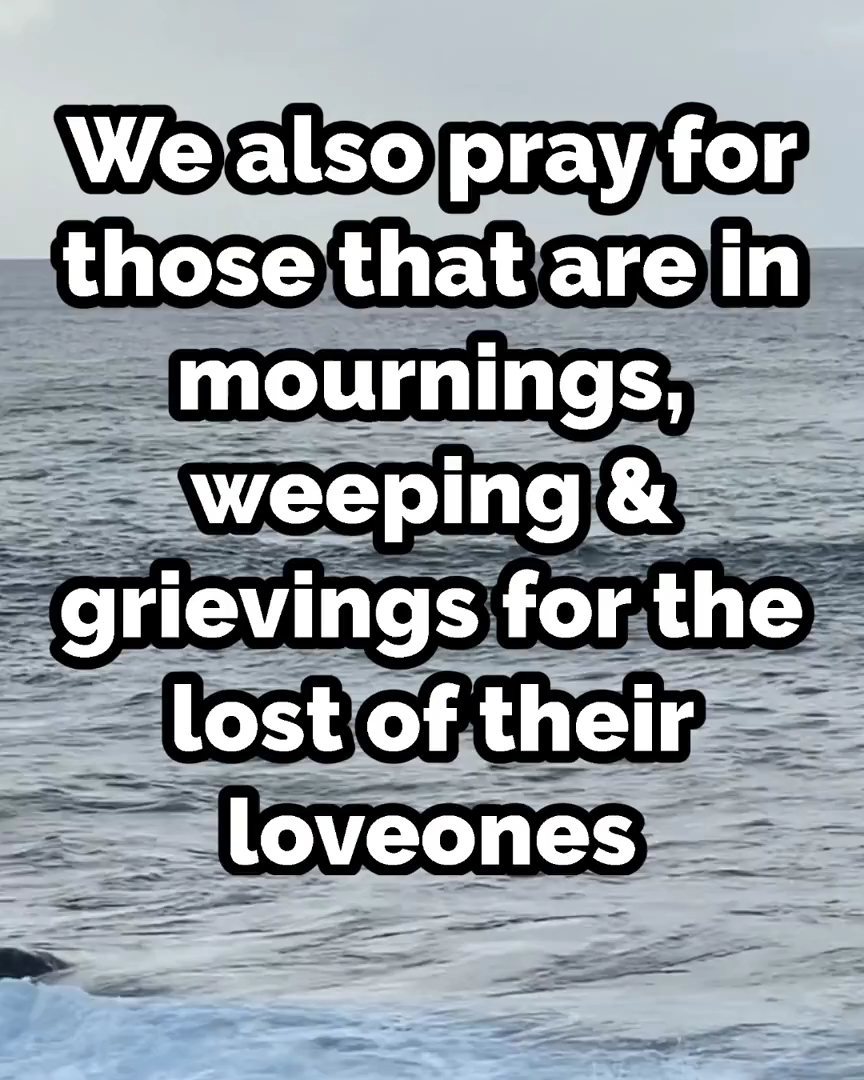 We also pray for
those that are in
mournings,
weeping &
grievings for the
lost of their
loveones